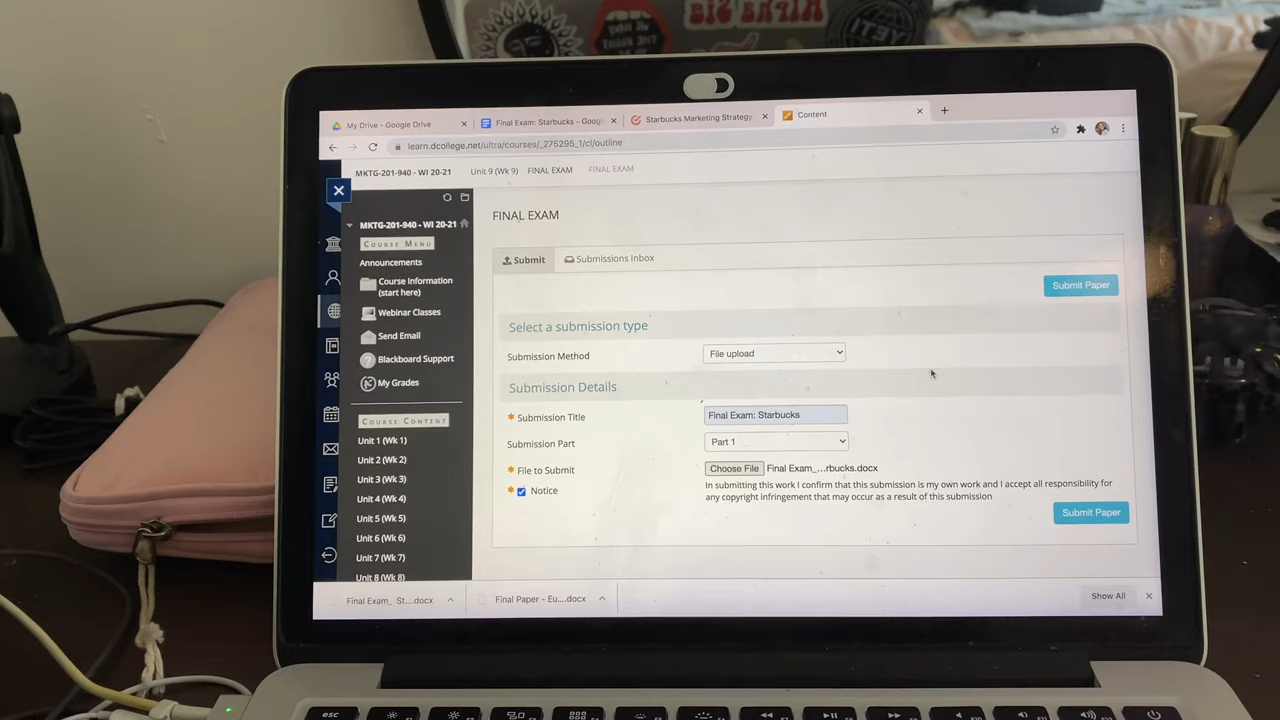 YETI
My Drive - Google Drive
Final Exam: Starbucks - Googl
Starbucks Marketing Strategy
Content
learn.dcollege.net/ultra/courses/_275295_1/cl/outline
MKTG-201-940 - WI 20-21
Unit 9 (Wk 9)
FINAL EXAM
FINAL EXAM
MKTG-201-940 - WI 20-21
COURSE MENU
Announcements
Course Information
(start here)
Webinar Classes
Send Email
Blackboard Support
My Grades
COURSE CONTENT
Unit 1 (Wk 1)
Unit 2 (Wk 2)
Unit 3 (Wk 3)
Unit 4 (Wk 4)
Unit 5 (Wk 5)
Unit 6 (Wk 6)
Unit 7 (Wk 7)
Unit 8 (Wk 8)
FINAL EXAM
Submit
Submissions Inbox
Submit Paper
Select a submission type
Submission Method
File upload
Submission Details
Submission Title
Final Exam: Starbucks
Submission Part
Part 1
File to Submit
Choose File Final Exam_...rbucks.docx
Notice
In submitting this work I confirm that this submission is my own work and I accept all responsibility for
any copyright infringement that may occur as a result of this submission
Submit Paper
Final Exam_ St....docx
Final Paper - Eu....docx
Show All
esc